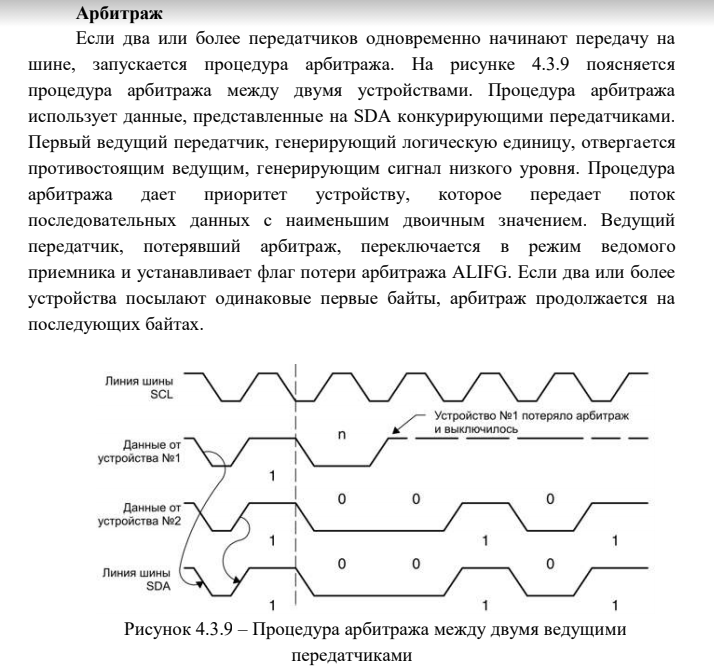 Арбитраж
Если два или более передатчиков одновременно начинают передачу на
шине, запускается процедура арбитража. На рисунке 4.3.9 поясняется
процедура арбитража между двумя устройствами. Процедура арбитража
использует данные, представленные на SDA конкурирующими передатчиками.
Первый ведущий передатчик, генерирующий логическую единицу, отвергается
противостоящим ведущим, генерирующим сигнал низкого уровня. Процедура
арбитража дает приоритет устройству, которое передает поток
последовательных данных с наименьшим двоичным значением. Ведущий
передатчик, потерявший арбитраж, переключается в режим ведомого
приемника и устанавливает флаг потери арбитража ALIFG. Если два или более
устройства посылают одинаковые первые байты, арбитраж продолжается на
последующих байтах.
Линия шины
SCL
Устройство №1 потеряло арбитраж
и выключилось
Данные от
устройства №1
n
1
Данные от
устройства №2
0 0 0
1 1 1
Линия шины
SDA
0 0 0
1 1 1
Рисунок 4.3.9 – Процедура арбитража между двумя ведущими
передатчиками